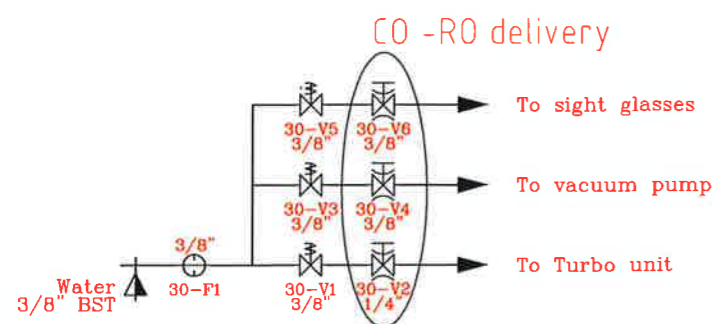 CO -RO delivery
To sight glasses
30-V5
3/8"
30-V6
3/8"
To vacuum pump
30-V3
3/8"
30-V4
3/8"
3/8"
To Turbo unit
Water
3/8" BST
30-F1
30-V1
3/8"
30-V2
1/4"